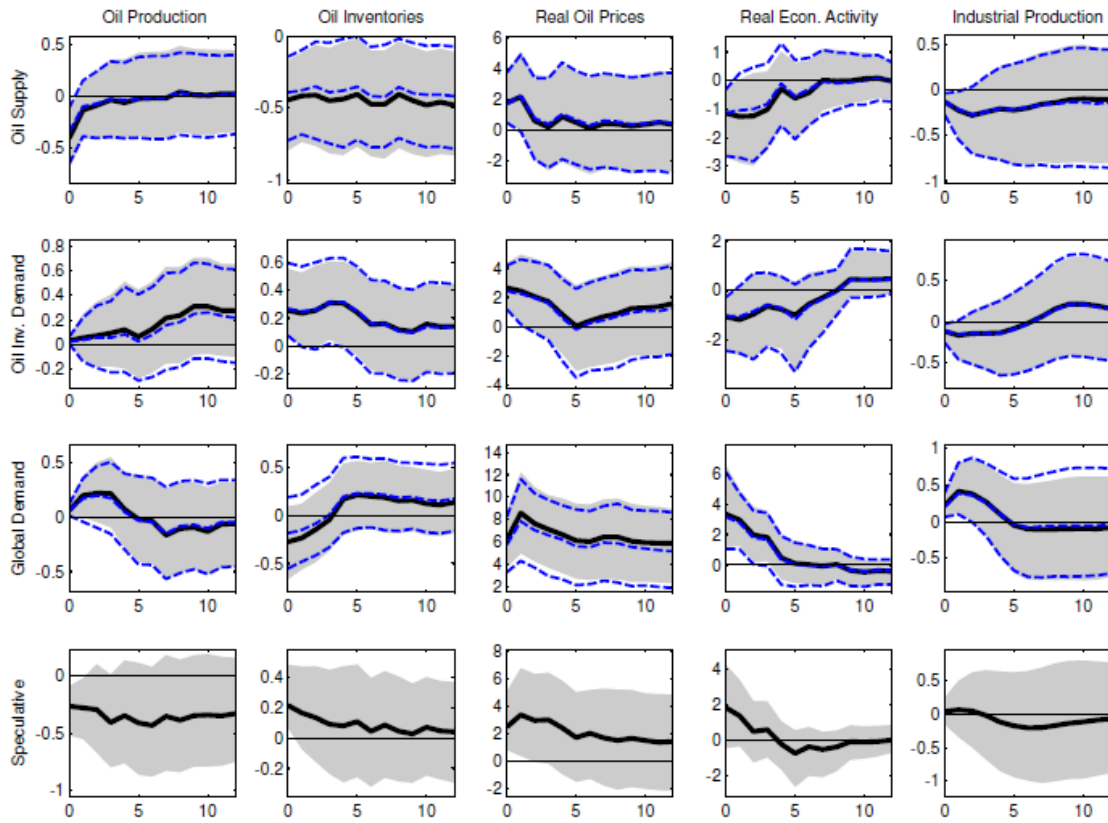 Oil Production Oil Inventories Real Oil Prices Real Econ. Activity Industrial Production
Oil Supply
0.5 0 -0.5
0 -0.5 -1
6 4 2 0 -2
1 0 -1 -2 -3
0.5 0 -0.5 -1
0 5 10 0 5 10 0 5 10 0 5 10 0 5 10
Oil Inv. Demand
0.8 0.6 0.4 0.2 0 -0.2
0.6 0.4 0.2 0 -0.2
4 2 0 -2 -4
2 0 -2
0.5 0 -0.5
0 5 10 0 5 10 0 5 10 0 5 10 0 5 10
Global Demand
0.5 0 -0.5
0.5 0 -0.5
14 12 10 8 6 4 2
6 4 2 0
1 0.5 0 -0.5
0 5 10 0 5 10 0 5 10 0 5 10 0 5 10
Speculative
0 -0.5 -1
0.4 0.2 0 -0.2
8 6 4 2 0 -2
4 2 0 -2
0.5 0 -0.5 -1
0 5 10 0 5 10 0 5 10 0 5 10 0 5 10